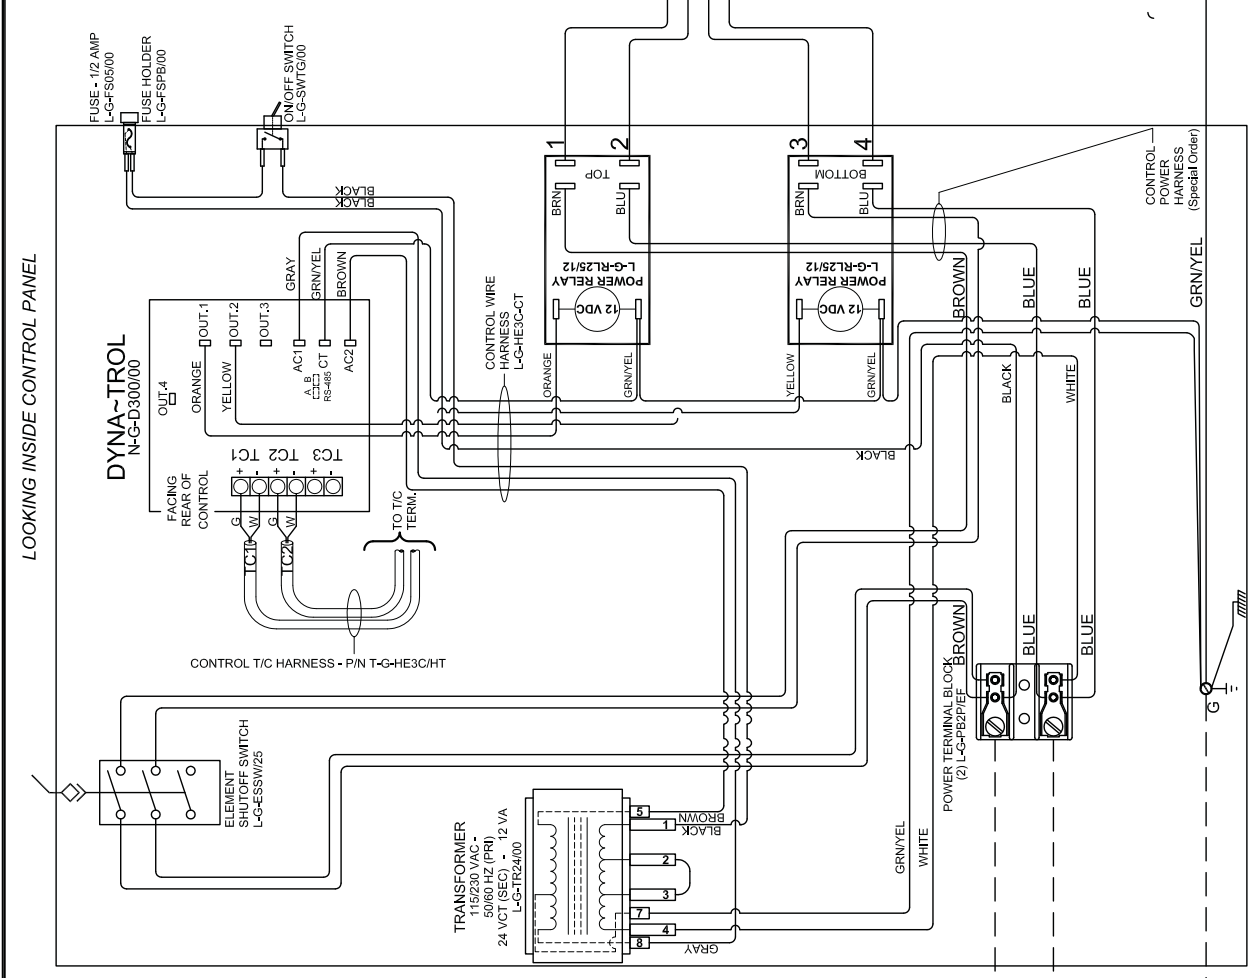 LOOKING INSIDE CONTROL PANEL
FUSE - 1/2 AMP
L-G-FS05/00
FUSE HOLDER
L-G-FSPB/00
ON/OFF SWITCH
L-G-SWTG/00
BLACK
BLACK
DYNA~TROL
N-G-D300/00
OUT.4
OUT.1
OUT.2
OUT.3
ORANGE
YELLOW
GRAY
GRN/YEL
BROWN
AC1
CT
AC2
A B
RS-485
FACING
REAR OF
CONTROL
TC1
TC2
TC3
+
-
+
-
+
-
G
W
G
W
TC1
TC2
TO T/C
TERM.
CONTROL T/C HARNESS - P/N T-G-HE3C/HT
CONTROL WIRE
HARNESS
L-G-HE3C-CT
1
2
TOP
BRN
BLU
POWER RELAY
L-G-RL25/12
12 VDC
ORANGE
GRN/YEL
3
4
BOTTOM
BRN
BLU
POWER RELAY
L-G-RL25/12
12 VDC
YELLOW
GRN/YEL
CONTROL
POWER
HARNESS
(Special Order)
GRN/YEL
BROWN
BLUE
BLUE
BLACK
WHITE
BLACK
BROWN
BLUE
BLUE
POWER TERMINAL BLOCK
(2) L-G-PB2P/EF
G
ELEMENT
SHUTOFF SWITCH
L-G-ESSW/25
TRANSFORMER
115/230 VAC -
50/60 HZ (PRI)
24 VCT (SEC) - 12 VA
L-G-TR24/00
5
1
2
3
7
4
8
BROWN
BLACK
GRAY
GRN/YEL
WHITE